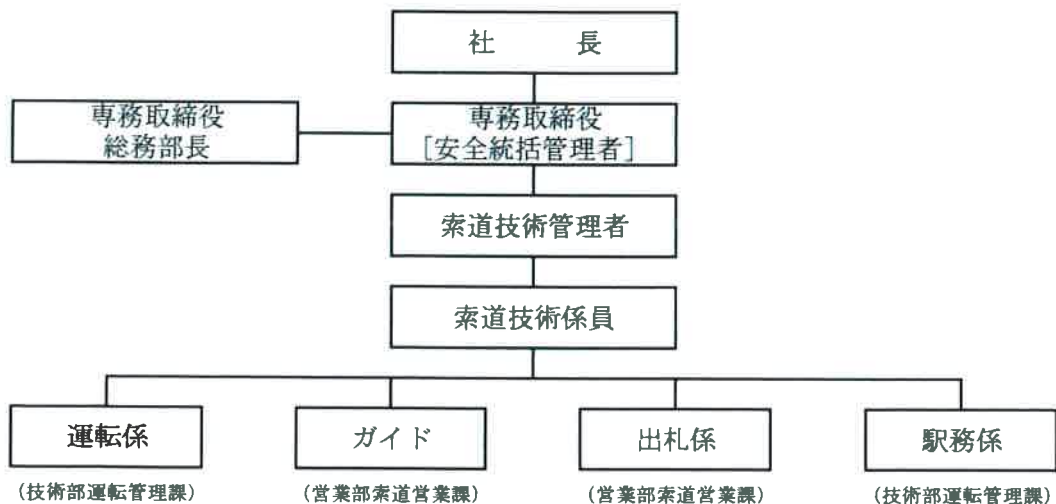 社　　長
専務取締役
総務部長
専務取締役
[安全統括管理者]
索道技術管理者
索道技術係員
運転係
ガイド
出札係
駅務係
(技術部運転管理課)
(営業部索道営業課)
(営業部索道営業課)
(技術部運転管理課)